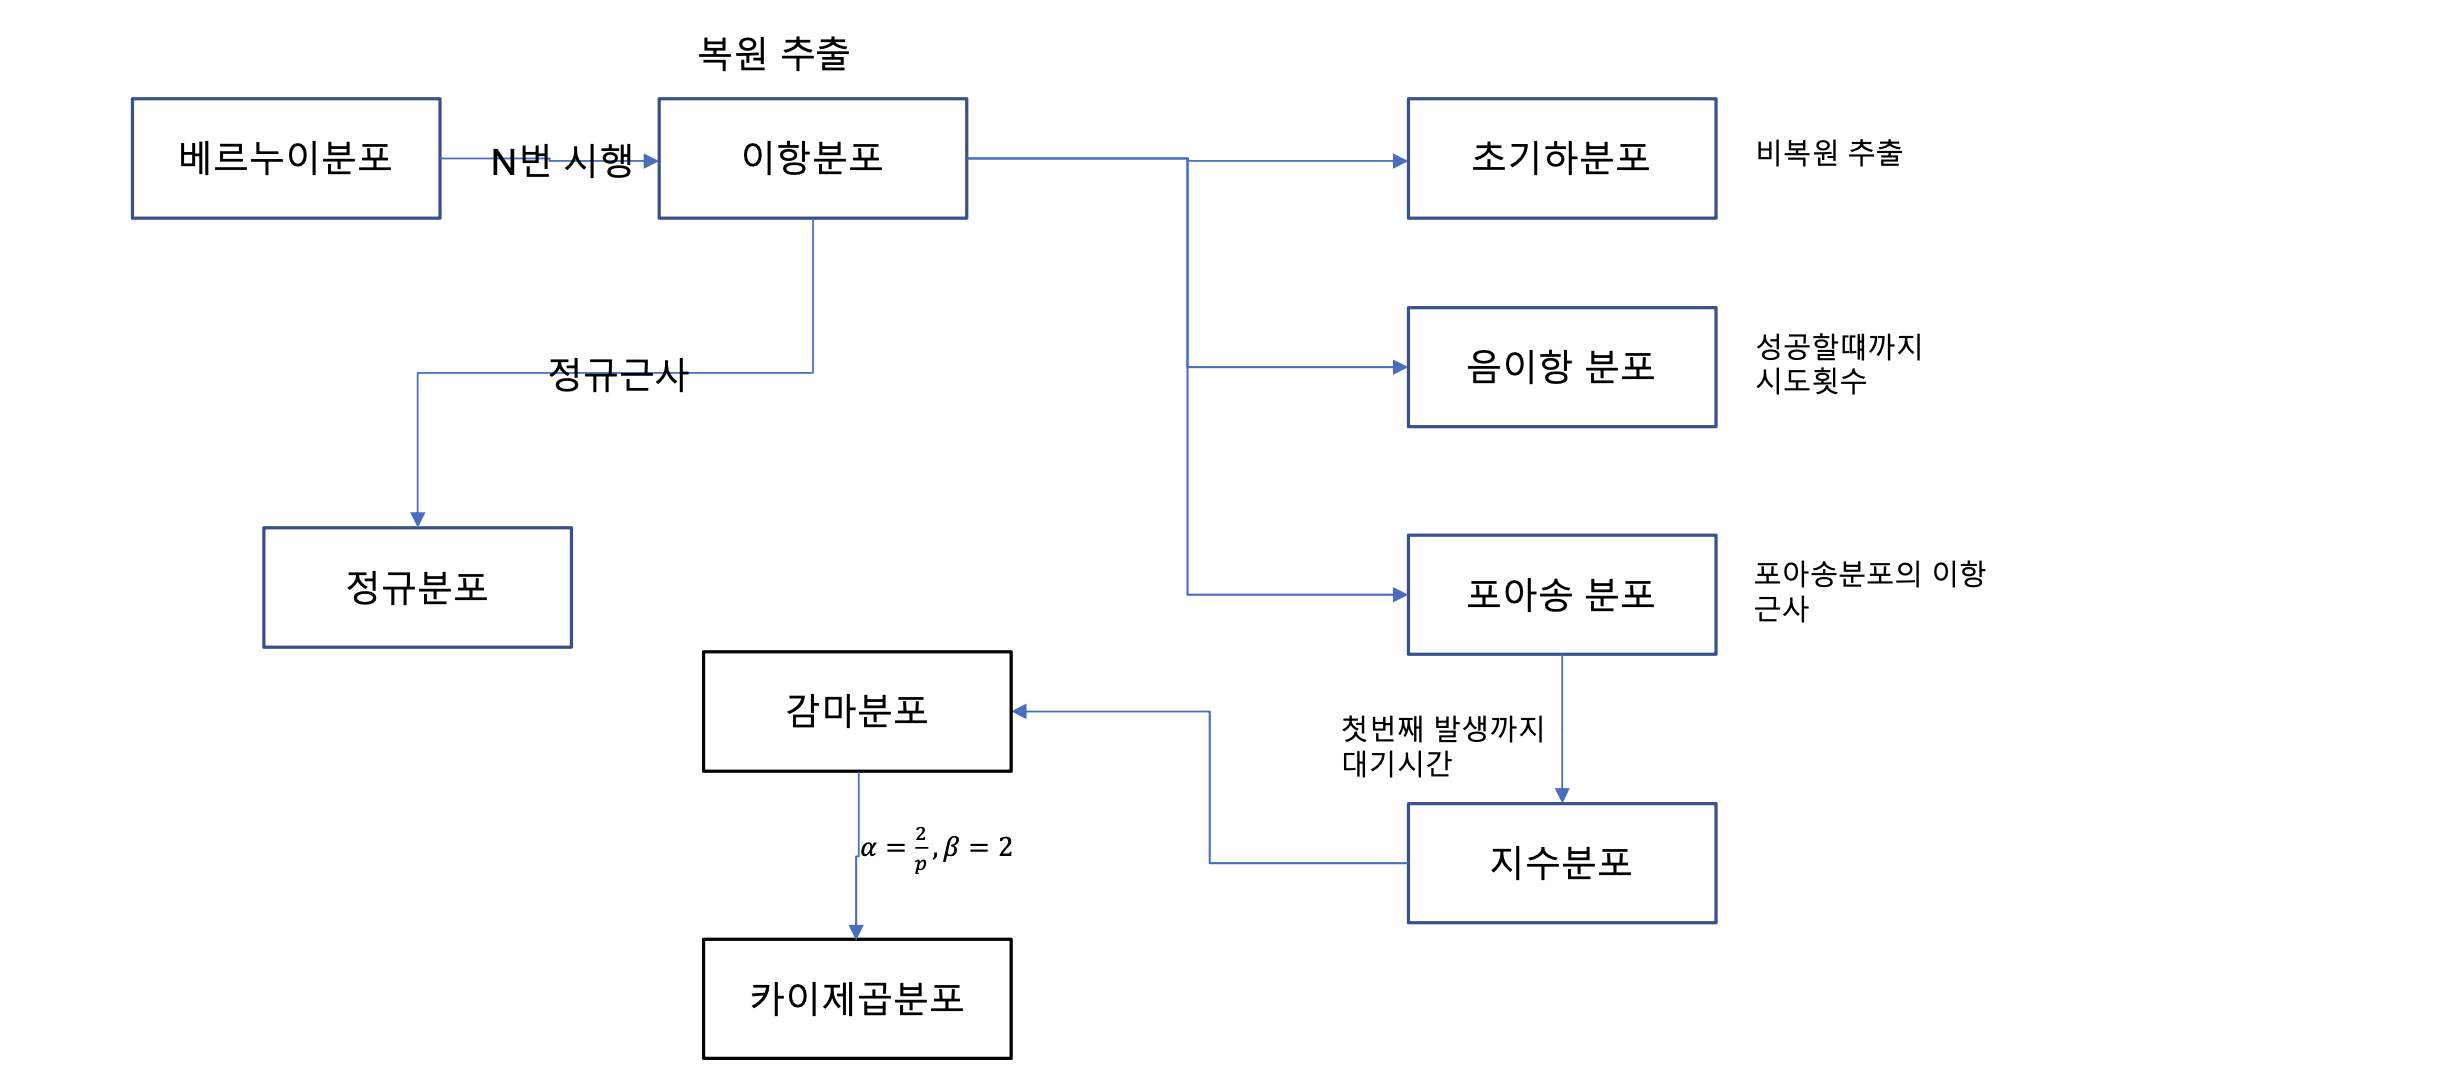 복원 추출
베르누이분포
N번 시행
이항분포
초기하분포
비복원 추출
정규근사
음이항 분포
성공할떄까지
시도횟수
정규분포
포아송 분포
포아송분포의 이항
근사
감마분포
첫번째 발생까지
대기시간
α = 2/p, β = 2
지수분포
카이제곱분포